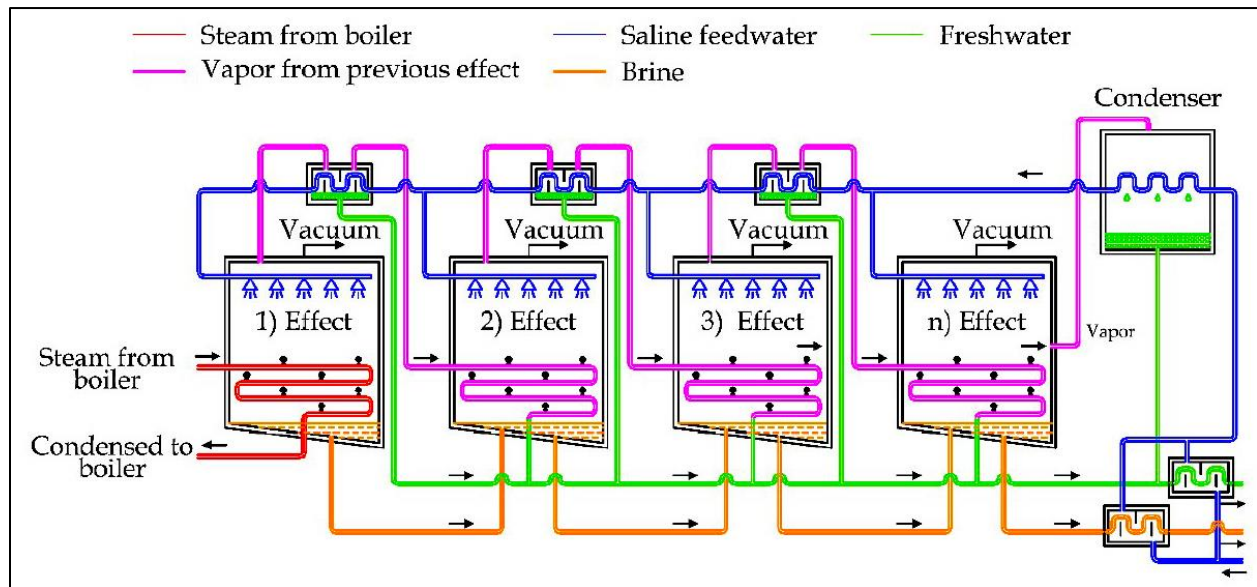 Steam from boiler
Saline feedwater
Freshwater
Vapor from previous effect
Brine
Condenser
Vacuum
Vacuum
Vacuum
Vacuum
1) Effect
2) Effect
3) Effect
n) Effect
Vapor
Steam from
boiler
Condensed to
boiler